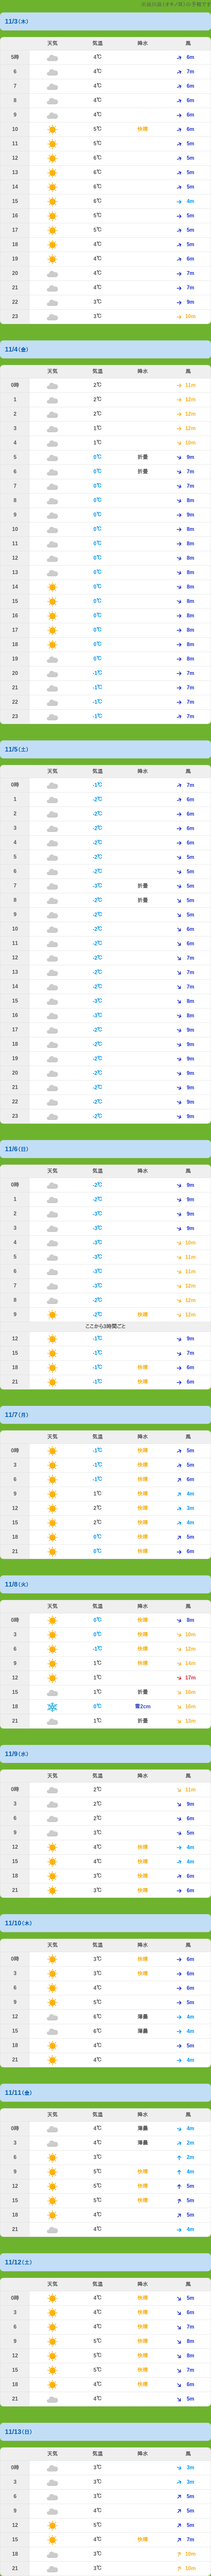 11/3(木)
天気 気温 降水 風
5時 4℃ 6m
6 4℃ 7m
7 4℃ 6m
8 4℃ 6m
9 4℃ 6m
10 5℃ 快晴 6m
11 5℃ 5m
12 6℃ 5m
13 6℃ 5m
14 6℃ 5m
15 6℃ 4m
16 5℃ 5m
17 5℃ 5m
18 4℃ 5m
19 4℃ 6m
20 4℃ 7m
21 4℃ 7m
22 3℃ 9m
23 3℃ 10m
11/4(金)
天気 気温 降水 風
0時 2℃ 11m
1 2℃ 12m
2 2℃ 12m
3 1℃ 12m
4 1℃ 10m
5 0℃ 折曇 9m
6 0℃ 折曇 7m
7 0℃ 7m
8 0℃ 8m
9 0℃ 9m
10 0℃ 8m
11 0℃ 8m
12 0℃ 8m
13 0℃ 8m
14 0℃ 8m
15 0℃ 8m
16 0℃ 8m
17 0℃ 8m
18 0℃ 8m
19 0℃ 8m
20 -1℃ 7m
21 -1℃ 7m
22 -1℃ 7m
23 -1℃ 7m
11/5(土)
天気 気温 降水 風
0時 -1℃ 7m
1 -2℃ 6m
2 -2℃ 6m
3 -2℃ 6m
4 -2℃ 6m
5 -2℃ 5m
6 -2℃ 5m
7 -3℃ 折曇 5m
8 -2℃ 折曇 5m
9 -2℃ 5m
10 -2℃ 6m
11 -2℃ 6m
12 -2℃ 7m
13 -2℃ 7m
14 -2℃ 7m
15 -3℃ 8m
16 -3℃ 8m
17 -2℃ 9m
18 -2℃ 9m
19 -2℃ 9m
20 -2℃ 9m
21 -2℃ 9m
22 -2℃ 9m
23 -2℃ 9m
11/6(日)
天気 気温 降水 風
0時 -2℃ 9m
1 -2℃ 9m
2 -3℃ 9m
3 -3℃ 9m
4 -3℃ 10m
5 -3℃ 11m
6 -3℃ 11m
7 -3℃ 12m
8 -2℃ 12m
9 -2℃ 快晴 11m
ここから3時間ごと
12 -1℃ 9m
15 -1℃ 7m
18 -1℃ 快晴 6m
21 -1℃ 快晴 6m
11/7(月)
天気 気温 降水 風
0時 -1℃ 快晴 5m
3 -1℃ 快晴 5m
6 -1℃ 快晴 6m
9 1℃ 快晴 4m
12 2℃ 快晴 3m
15 2℃ 快晴 4m
18 0℃ 快晴 5m
21 0℃ 快晴 6m
11/8(火)
天気 気温 降水 風
0時 0℃ 快晴 8m
3 0℃ 快晴 10m
6 -1℃ 快晴 12m
9 1℃ 快晴 14m
12 1℃ 17m
15 1℃ 折曇 16m
18 0℃ 雪2cm 16m
21 1℃ 折曇 12m
11/9(水)
天気 気温 降水 風
0時 2℃ 11m
3 2℃ 9m
6 2℃ 6m
9 3℃ 5m
12 4℃ 快晴 4m
15 4℃ 快晴 4m
18 3℃ 快晴 6m
21 3℃ 快晴 6m
11/10(木)
天気 気温 降水 風
0時 3℃ 快晴 6m
3 3℃ 快晴 6m
6 4℃ 6m
9 5℃ 5m
12 6℃ 薄曇 4m
15 6℃ 薄曇 4m
18 4℃ 5m
21 4℃ 4m
11/11(金)
天気 気温 降水 風
0時 4℃ 薄曇 4m
3 4℃ 薄曇 2m
6 3℃ 2m
9 5℃ 快晴 4m
12 5℃ 快晴 5m
15 5℃ 快晴 5m
18 4℃ 5m
21 4℃ 4m
11/12(土)
天気 気温 降水 風
0時 4℃ 快晴 5m
3 4℃ 快晴 6m
6 4℃ 快晴 7m
9 5℃ 快晴 8m
12 5℃ 快晴 8m
15 5℃ 快晴 7m
18 4℃ 快晴 6m
21 4℃ 5m
11/13(日)
天気 気温 降水 風
0時 3℃ 3m
3 3℃ 3m
6 3℃ 5m
9 4℃ 5m
12 5℃ 5m
15 4℃ 快晴 7m
18 3℃ 10m
21 3℃ 10m